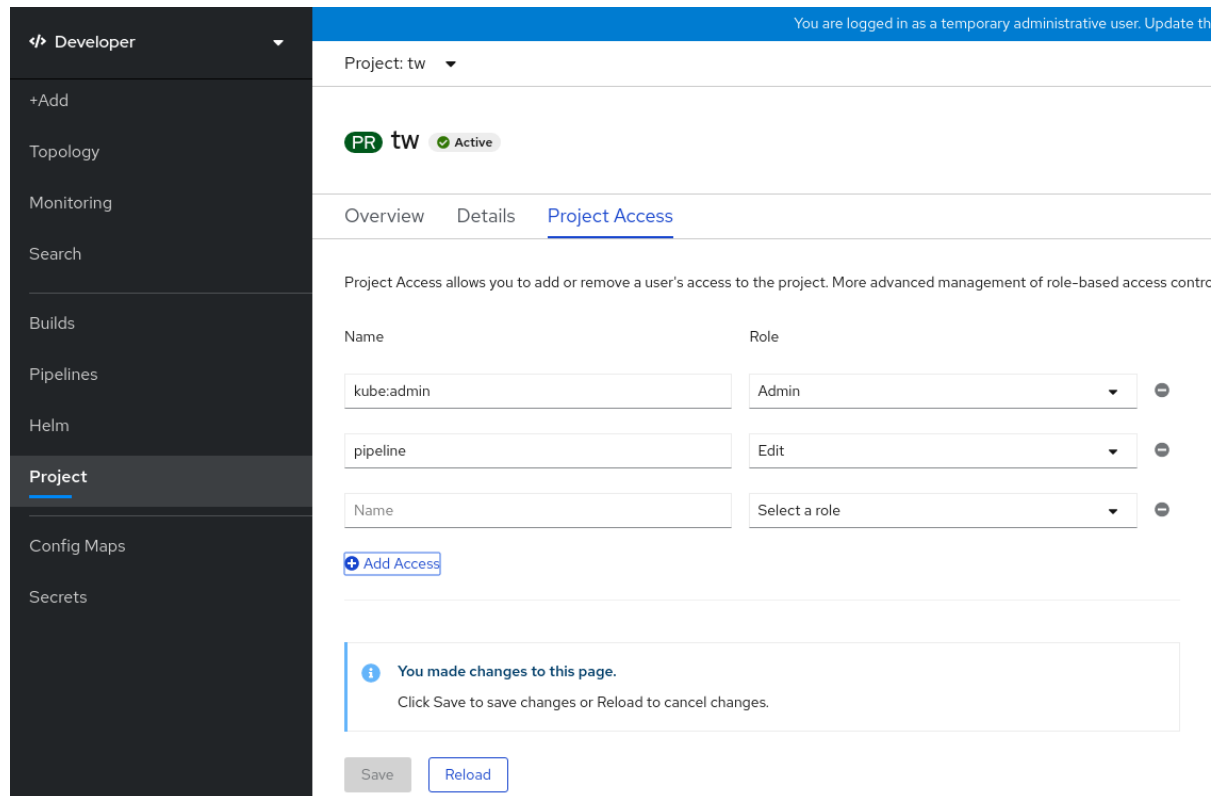 </> Developer
You are logged in as a temporary administrative user. Update th
Project: tw
+Add
Topology
Monitoring
Search
Builds
Pipelines
Helm
Project
Config Maps
Secrets
PR tw Active
Overview Details Project Access
Project Access allows you to add or remove a user's access to the project. More advanced management of role-based access contro
Name Role
kube:admin Admin
pipeline Edit
Name Select a role
Add Access
You made changes to this page.
Click Save to save changes or Reload to cancel changes.
Save Reload